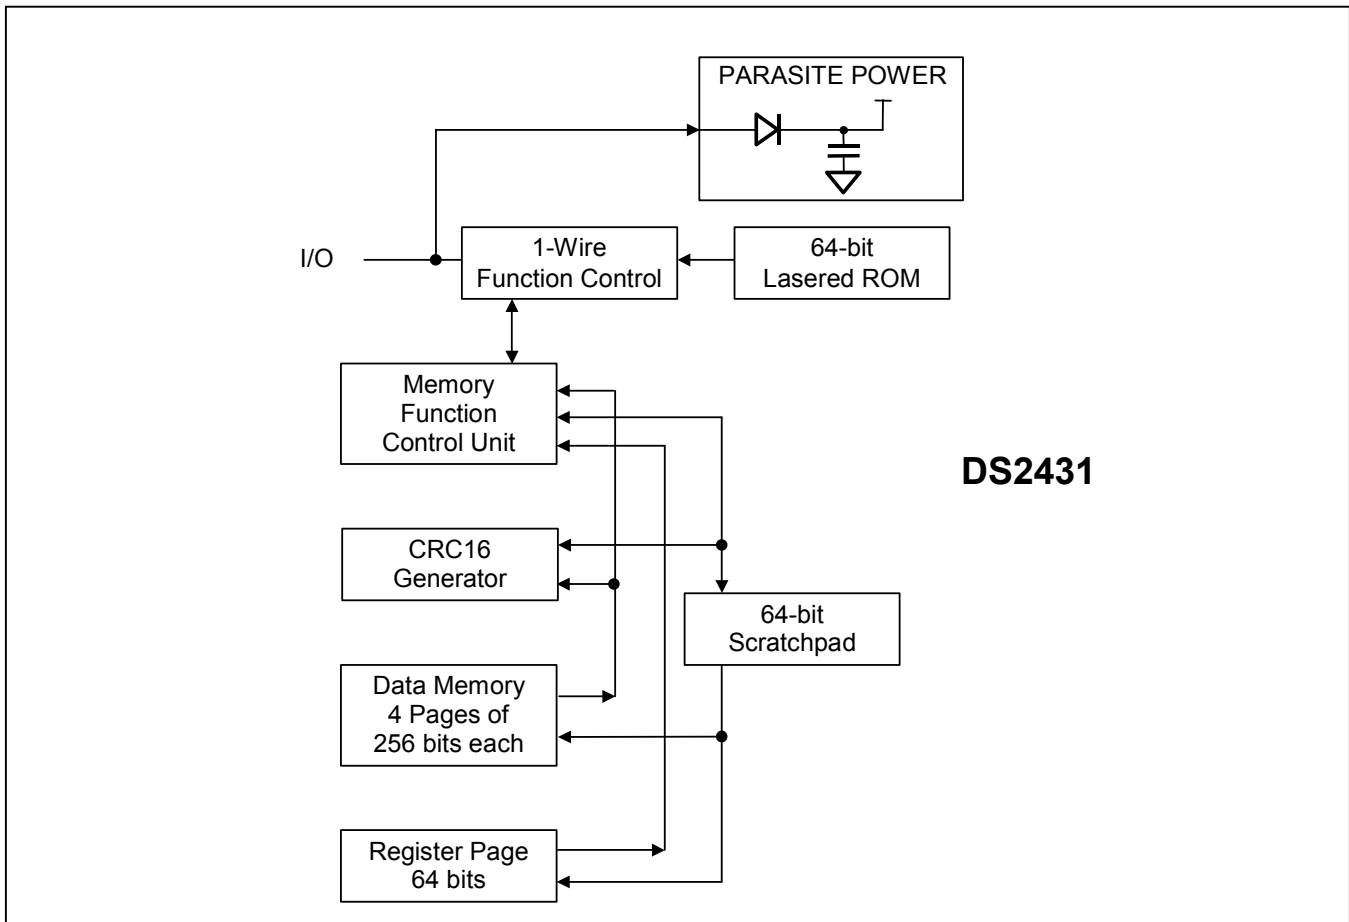 PARASITE POWER
I/O
1-Wire
Function Control
64-bit
Lasered ROM
Memory
Function
Control Unit
DS2431
CRC16
Generator
64-bit
Scratchpad
Data Memory
4 Pages of
256 bits each
Register Page
64 bits